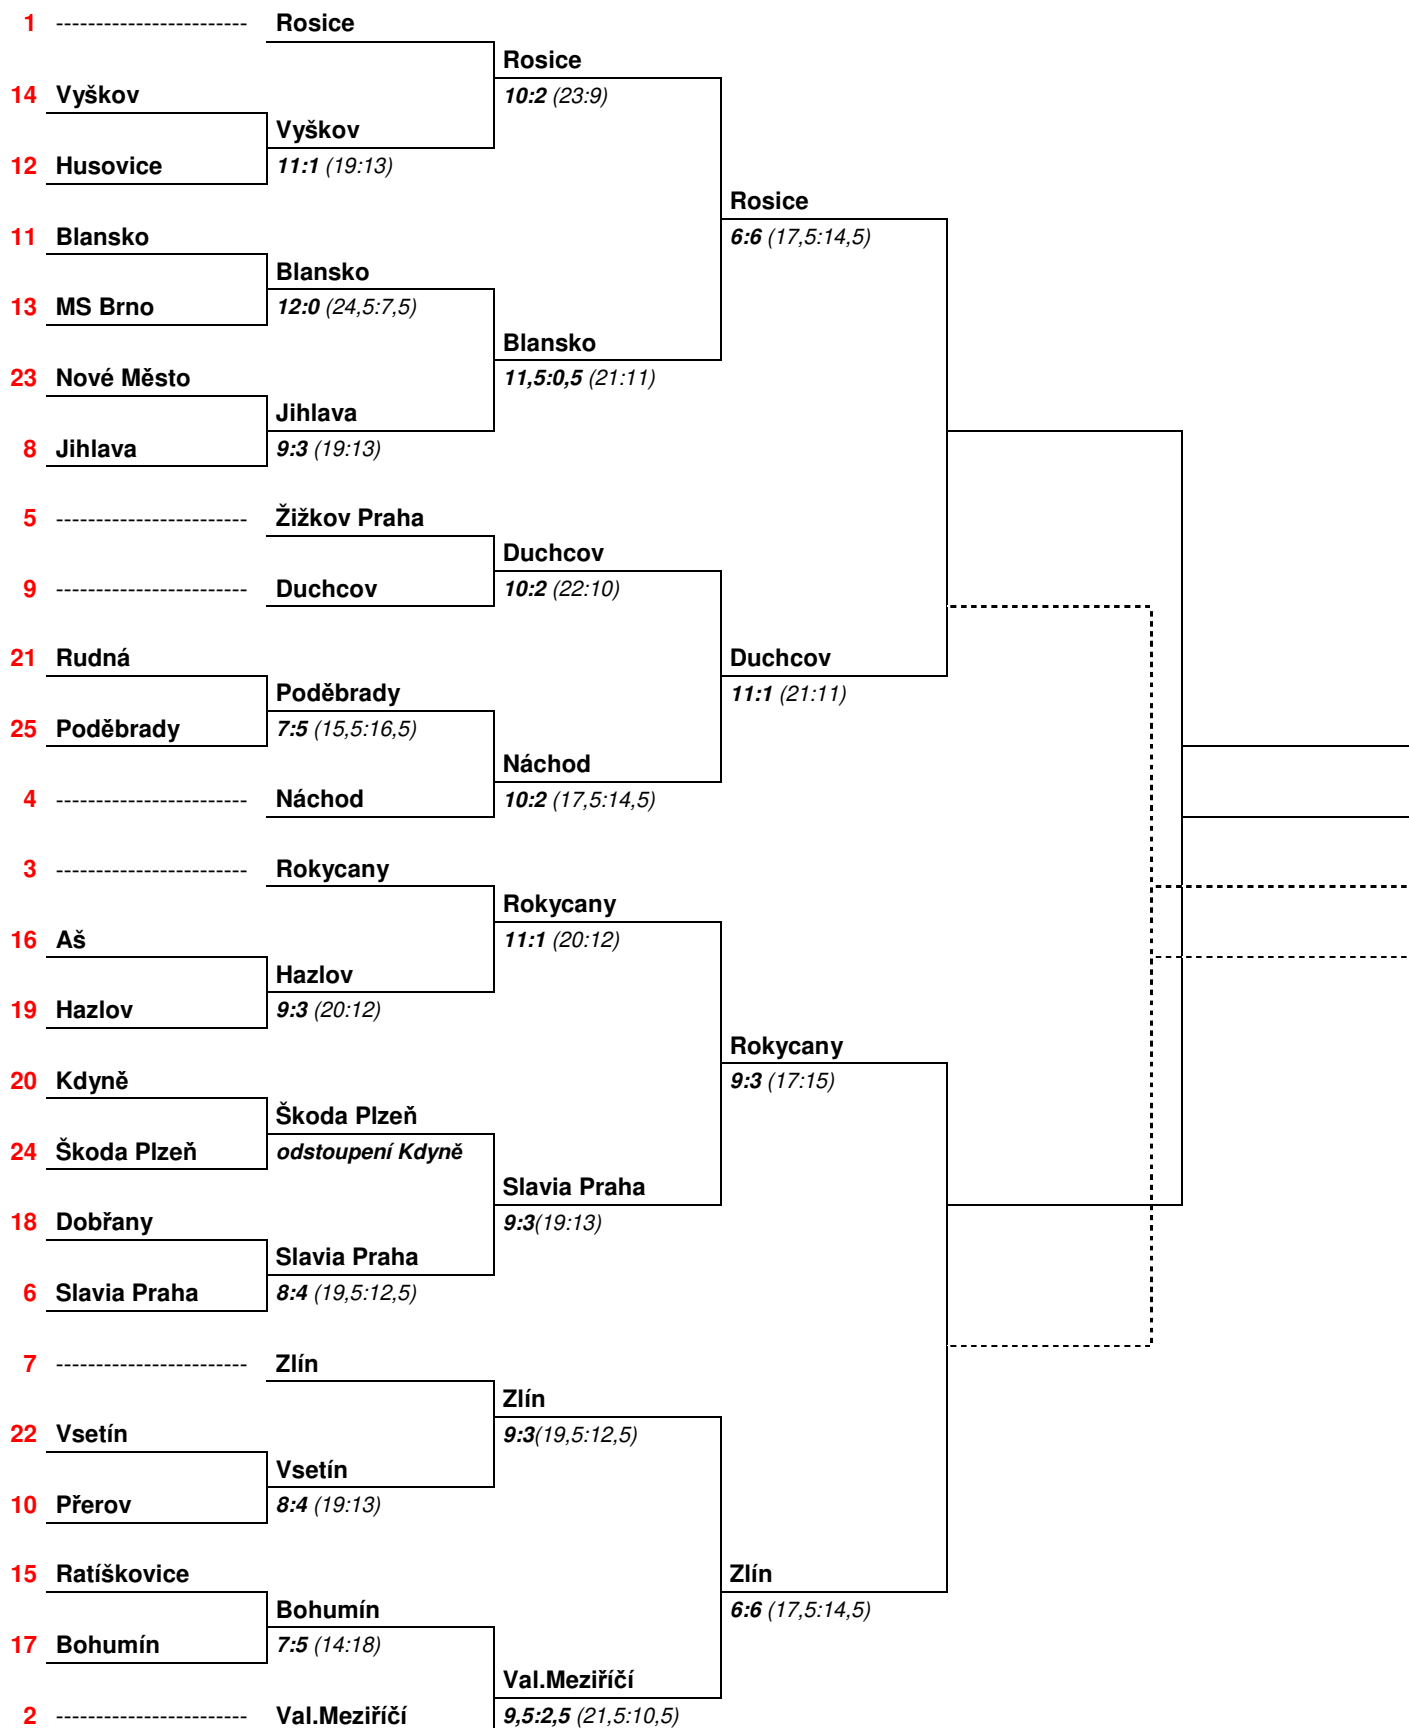 1 ------------------------ Rosice
Rosice
14 Vyškov
10:2 (23:9)
Vyškov
12 Husovice
11:1 (19:13)
Rosice
11 Blansko
6:6 (17,5:14,5)
Blansko
13 MS Brno
12:0 (24,5:7,5)
Blansko
23 Nové Město
11,5:0,5 (21:11)
Jihlava
8 Jihlava
9:3 (19:13)
5 ------------------------ Žižkov Praha
Duchcov
9 ------------------------ Duchcov
10:2 (22:10)
21 Rudná
Duchcov
Poděbrady
11:1 (21:11)
25 Poděbrady
7:5 (15,5:16,5)
Náchod
4 ------------------------ Náchod
10:2 (17,5:14,5)
3 ------------------------ Rokycany
Rokycany
16 Aš
11:1 (20:12)
Hazlov
19 Hazlov
9:3 (20:12)
Rokycany
20 Kdyně
9:3 (17:15)
Škoda Plzeň
24 Škoda Plzeň
odstoupení Kdyně
Slavia Praha
18 Dobřany
9:3(19:13)
Slavia Praha
6 Slavia Praha
8:4 (19,5:12,5)
7 ------------------------ Zlín
Zlín
22 Vsetín
9:3(19,5:12,5)
Vsetín
10 Přerov
8:4 (19:13)
15 Ratíškovice
Zlín
Bohumín
6:6 (17,5:14,5)
17 Bohumín
7:5 (14:18)
Val.Meziříčí
2 ------------------------ Val.Meziříčí
9,5:2,5 (21,5:10,5)